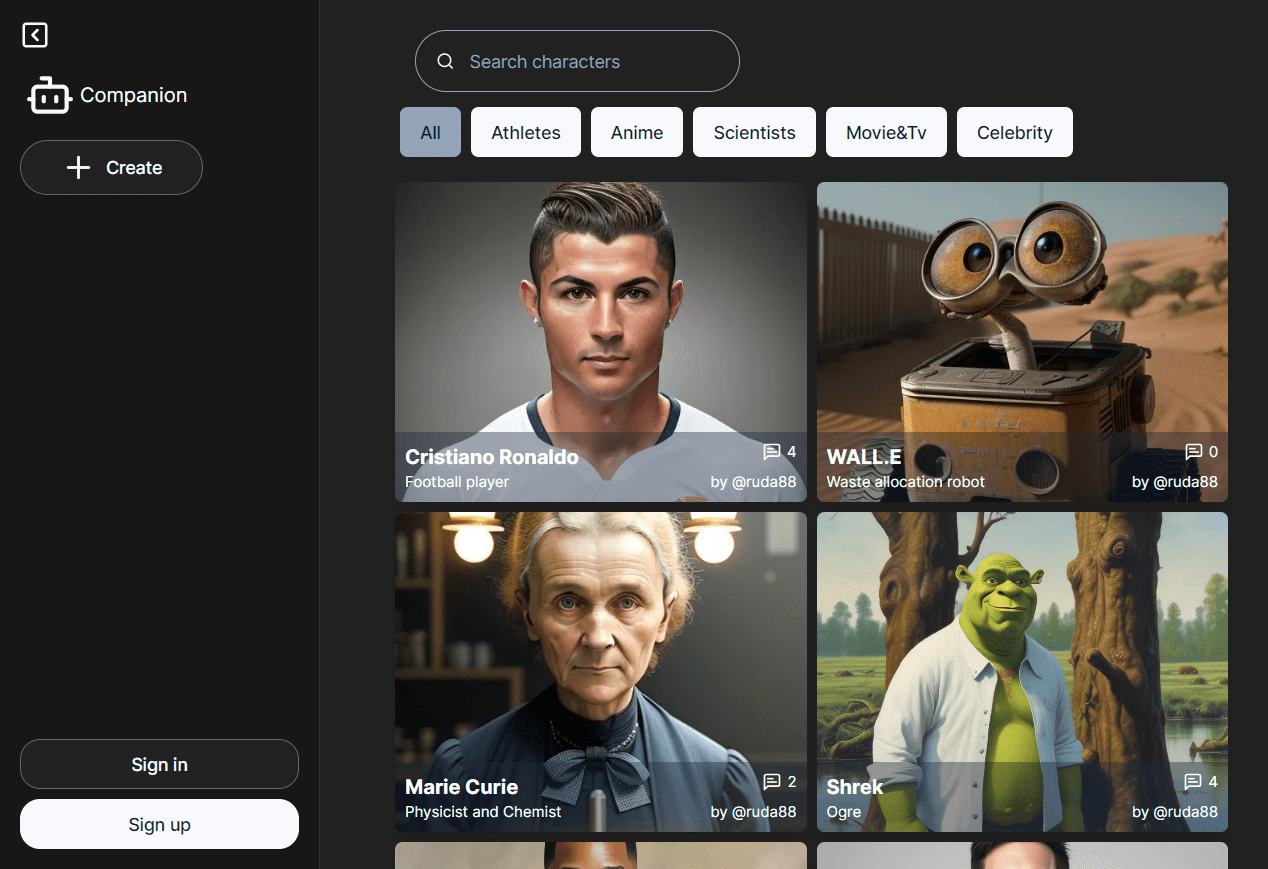 Companion
Create
Sign in
Sign up
Search characters
All Athletes Anime Scientists Movie&Tv Celebrity
Cristiano Ronaldo 4
Football player by @ruda88
WALL.E 0
Waste allocation robot by @ruda88
Marie Curie 2
Physicist and Chemist by @ruda88
Shrek 4
Ogre by @ruda88